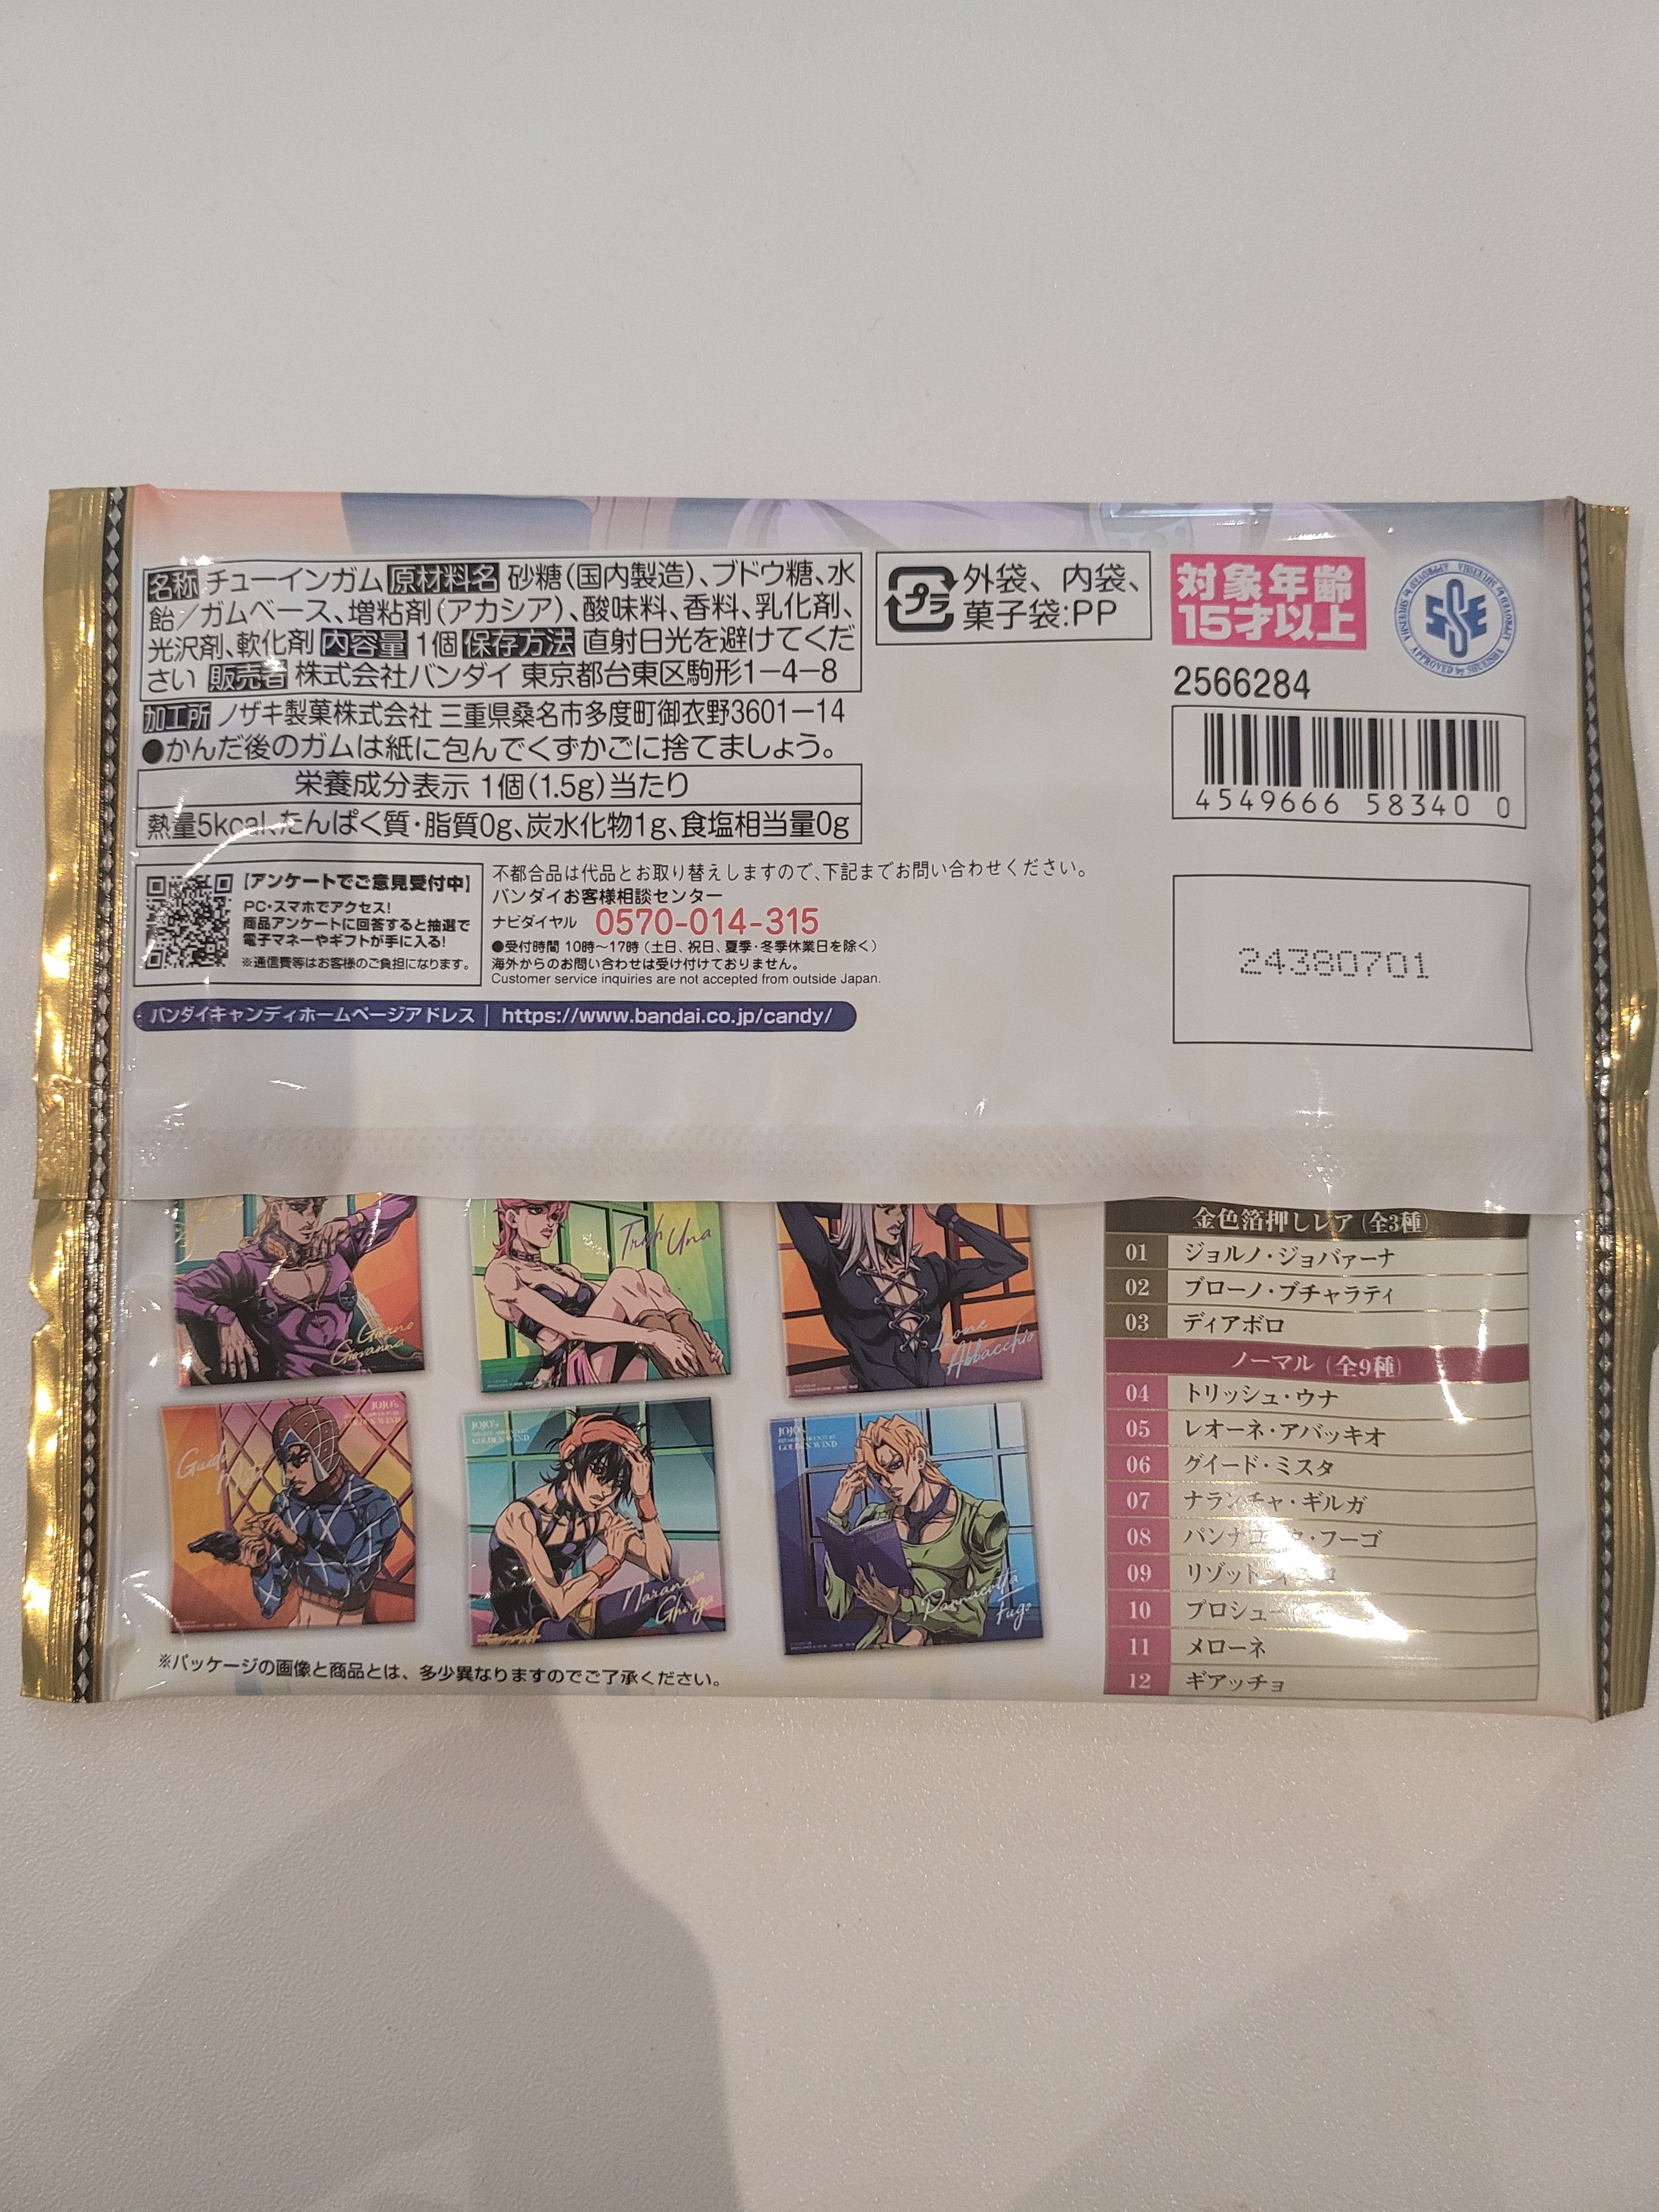 名称 チューインガム 原材料名 砂糖(国内製造)、ブドウ糖、水
飴/ガムベース、増粘剤(アカシア)、酸味料、香料、乳化剤、
光沢剤、軟化剤 内容量 1個 保存方法 直射日光を避けてくだ
さい 販売者 株式会社バンダイ 東京都台東区駒形1-4-8
加工所 ノザキ製菓株式会社 三重県桑名市多度町御衣野3601-14
●かんだ後のガムは紙に包んでくずかごに捨てましょう。
栄養成分表示 1個(1.5g)当たり
熱量5kcal、たんぱく質・脂質0g、炭水化物1g、食塩相当量0g
プラ
外袋、内袋、
菓子袋:PP
対象年齢
15才以上
APPROVED by SHUEISHA
2566284
4549666 58340 0
【アンケートでご意見受付中】
PC・スマホでアクセス!
商品アンケートに回答すると抽選で
電子マネーやギフトが手に入る!
※通信費等はお客様のご負担になります。
不都合品は代品とお取り替えしますので、下記までお問い合わせください。
バンダイお客様相談センター
ナビダイヤル 0570-014-315
●受付時間 10時~17時(土日、祝日、夏季・冬季休業日を除く)
海外からのお問い合わせは受け付けておりません。
Customer service inquiries are not accepted from outside Japan.
24380701
バンダイキャンディホームページアドレス | https://www.bandai.co.jp/candy/
Giorno
Giovanna
Trish Una
Leone
Abbacchio
JOJO's
GOLDEN WIND
JOJO's
GOLDEN WIND
Narancia
Ghirga
JOJO's
GOLDEN WIND
Pannacotta
Fugo
※パッケージの画像と商品とは、多少異なりますのでご了承ください。
金色箔押しレア(全3種)
01 ジョルノ・ジョバァーナ
02 ブローノ・ブチャラティ
03 ディアボロ
ノーマル(全9種)
04 トリッシュ・ウナ
05 レオーネ・アバッキオ
06 グイード・ミスタ
07 ナランチャ・ギルガ
08 パンナコッタ・フーゴ
09 リゾット
10 プロシュー
11 メローネ
12 ギアッチョ